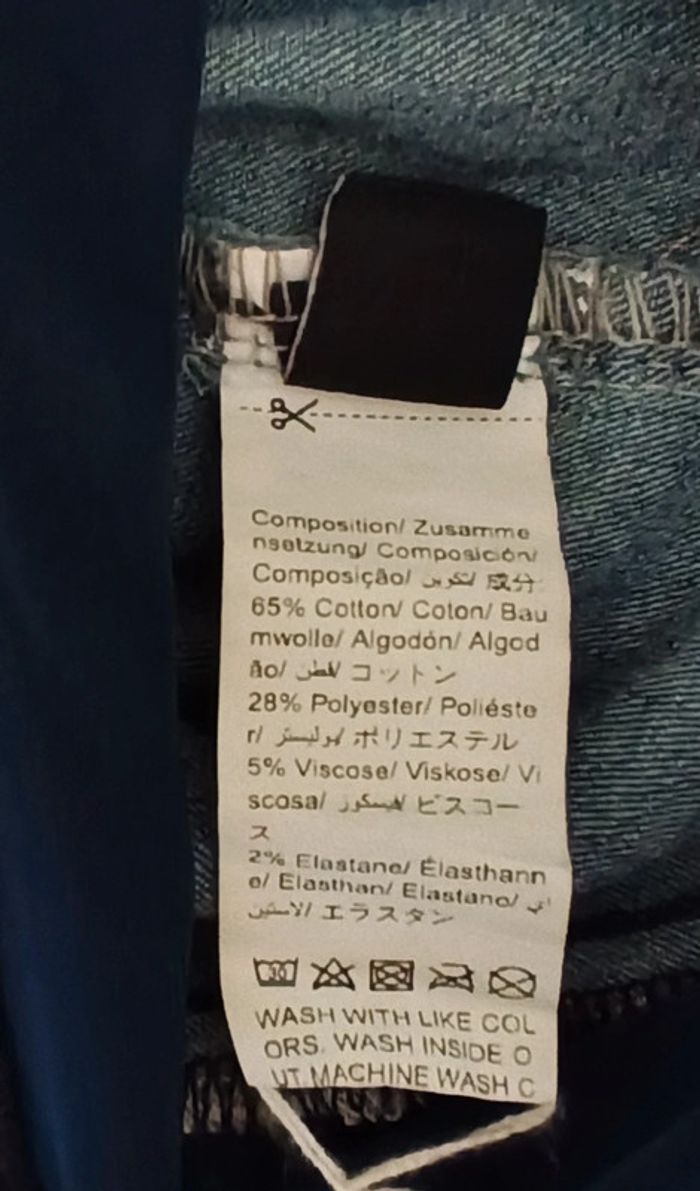 Composition/ Zusamme
nsetzung/ Composición/
Composição/ تكوين/ 成分
65% Cotton/ Coton/ Bau
mwolle/ Algodón/ Algod
ão/ قطن/ コットン
28% Polyester/ Poliéste
r/ بوليستر/ ポリエステル
5% Viscose/ Viskose/ Vi
scosa/ فيسكوز/ ビスコー
ス
2% Elastane/ Élasthann
e/ Elasthan/ Elastano/
エラスタン
30
WASH WITH LIKE COL
ORS. WASH INSIDE O
UT.MACHINE WASH C